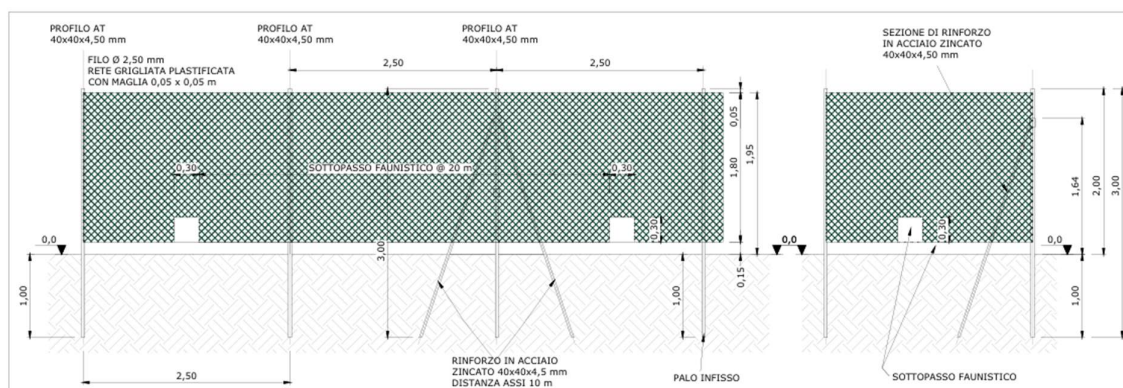 PROFILO AT
40x40x4,50 mm
PROFILO AT
40x40x4,50 mm
PROFILO AT
40x40x4,50 mm
FILO Ø 2,50 mm
RETE GRIGLIATA PLASTIFICATA
CON MAGLIA 0,05 x 0,05 m
2,50
2,50
SEZIONE DI RINFORZO
IN ACCIAIO ZINCATO
40x40x4,50 mm
0,05
1,80
1,95
0,30
SOTTOPASSO FAUNISTICO @ 20 m
0,30
0,30
0,30
1,64
2,00
3,00
0,0
0,0
0,0
3,00
1,00
1,00
0,15
1,00
2,50
RINFORZO IN ACCIAIO
ZINCATO 40x40x4,5 mm
DISTANZA ASSI 10 m
PALO INFISSO
SOTTOPASSO FAUNISTICO